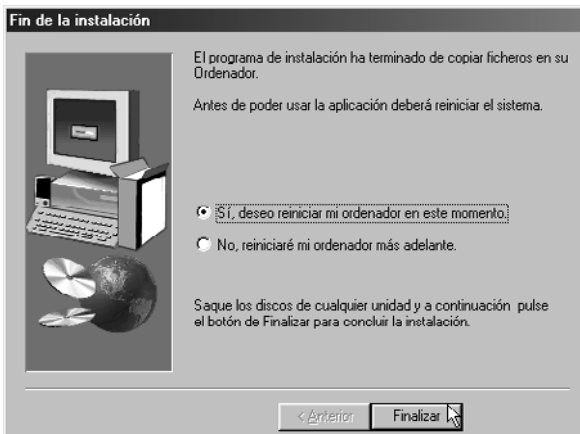 Fin de la instalación
El programa de instalación ha terminado de copiar ficheros en su
Ordenador.
Antes de poder usar la aplicación deberá reiniciar el sistema.
Sí, deseo reiniciar mi ordenador en este momento.
No, reiniciaré mi ordenador más adelante.
Saque los discos de cualquier unidad y a continuación pulse
el botón de Finalizar para concluir la instalación.
< Anterior
Finalizar